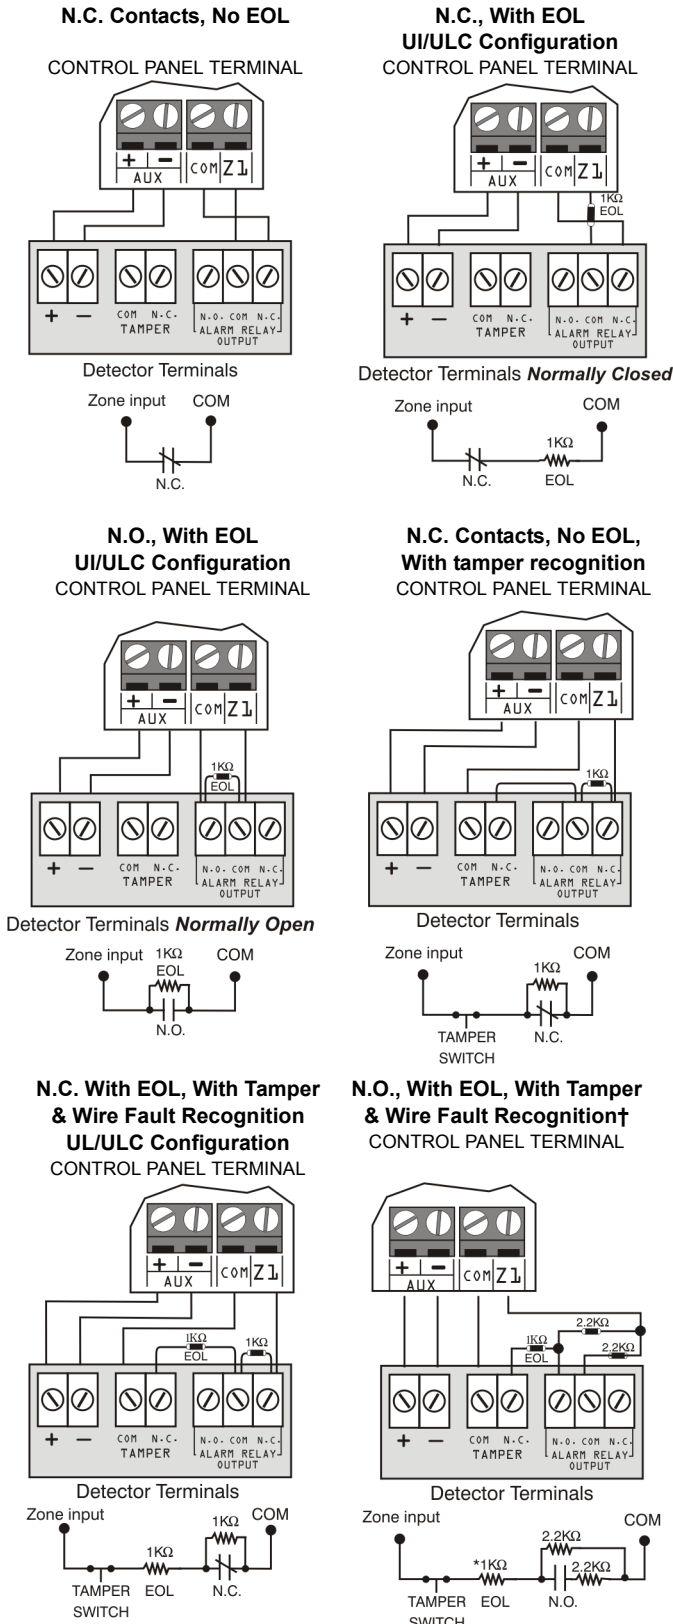 N.C. Contacts, No EOL
CONTROL PANEL TERMINAL
+ −
AUX
COM Z1
+ −
COM N.C.
TAMPER
N.O. COM N.C.
ALARM RELAY
OUTPUT
Detector Terminals
Zone input COM
N.C.
N.C., With EOL
UI/ULC Configuration
CONTROL PANEL TERMINAL
+ −
AUX
COM Z1
1KΩ
EOL
+ −
COM N.C.
TAMPER
N.O. COM N.C.
ALARM RELAY
OUTPUT
Detector Terminals Normally Closed
Zone input COM
1KΩ
N.C. EOL
N.O., With EOL
UI/ULC Configuration
CONTROL PANEL TERMINAL
+ −
AUX
COM Z1
1KΩ
EOL
+ −
COM N.C.
TAMPER
N.O. COM N.C.
ALARM RELAY
OUTPUT
Detector Terminals Normally Open
Zone input 1KΩ COM
EOL
N.O.
N.C. Contacts, No EOL,
With tamper recognition
CONTROL PANEL TERMINAL
+ −
AUX
COM Z1
1KΩ
+ −
COM N.C.
TAMPER
N.O. COM N.C.
ALARM RELAY
OUTPUT
Detector Terminals
Zone input COM
1KΩ
TAMPER N.C.
SWITCH
N.C. With EOL, With Tamper
& Wire Fault Recognition
UL/ULC Configuration
CONTROL PANEL TERMINAL
+ −
AUX
COM Z1
1KΩ 1KΩ
EOL
+ −
COM N.C.
TAMPER
N.O. COM N.C.
ALARM RELAY
OUTPUT
Detector Terminals
Zone input COM
1KΩ
1KΩ
TAMPER EOL N.C.
SWITCH
N.O., With EOL, With Tamper
& Wire Fault Recognition†
CONTROL PANEL TERMINAL
+ −
AUX
COM Z1
2.2KΩ
1KΩ 2.2KΩ
EOL
+ −
COM N.C.
TAMPER
N.O. COM N.C.
ALARM RELAY
OUTPUT
Detector Terminals
Zone input COM
2.2KΩ
*1KΩ 2.2KΩ
TAMPER EOL N.O.
SWITCH